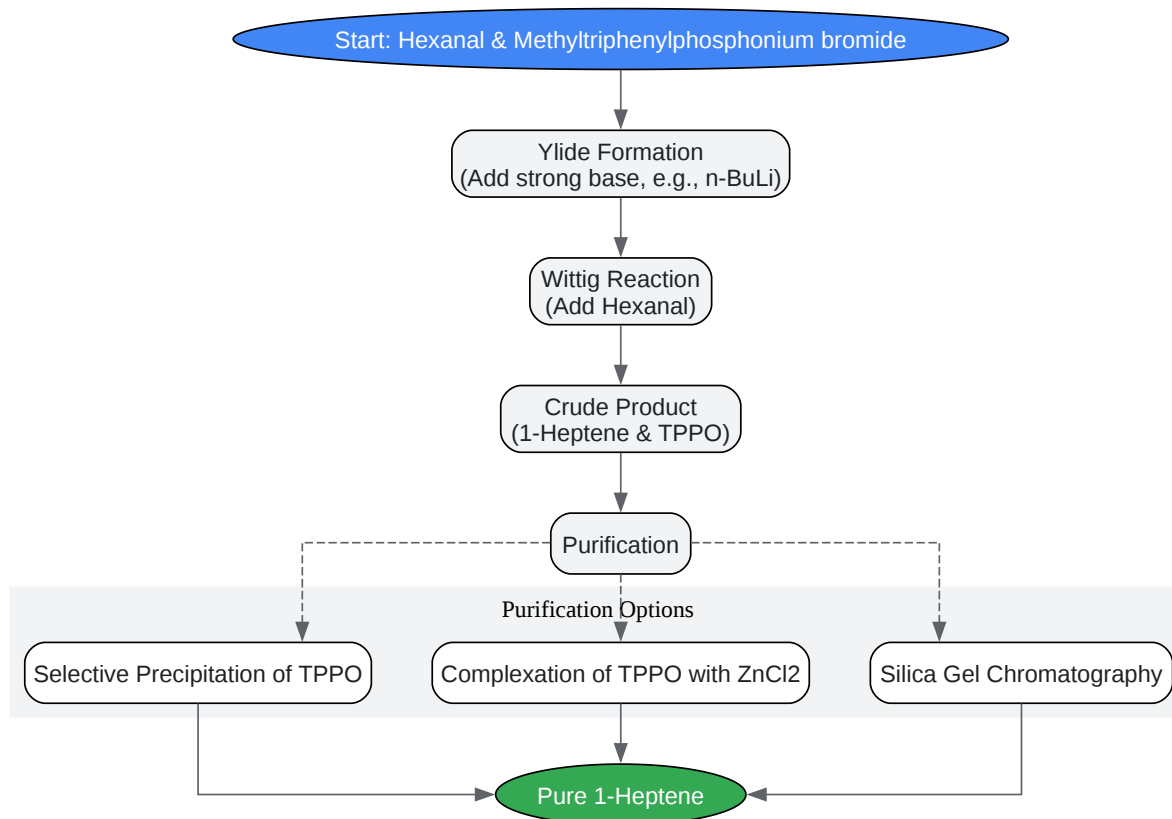 Start: Hexanal & Methyltriphenylphosphonium bromide
Ylide Formation
(Add strong base, e.g., n-BuLi)
Wittig Reaction
(Add Hexanal)
Crude Product
(1-Heptene & TPPO)
Purification
Purification Options
Selective Precipitation of TPPO
Complexation of TPPO with ZnCl2
Silica Gel Chromatography
Pure 1-Heptene